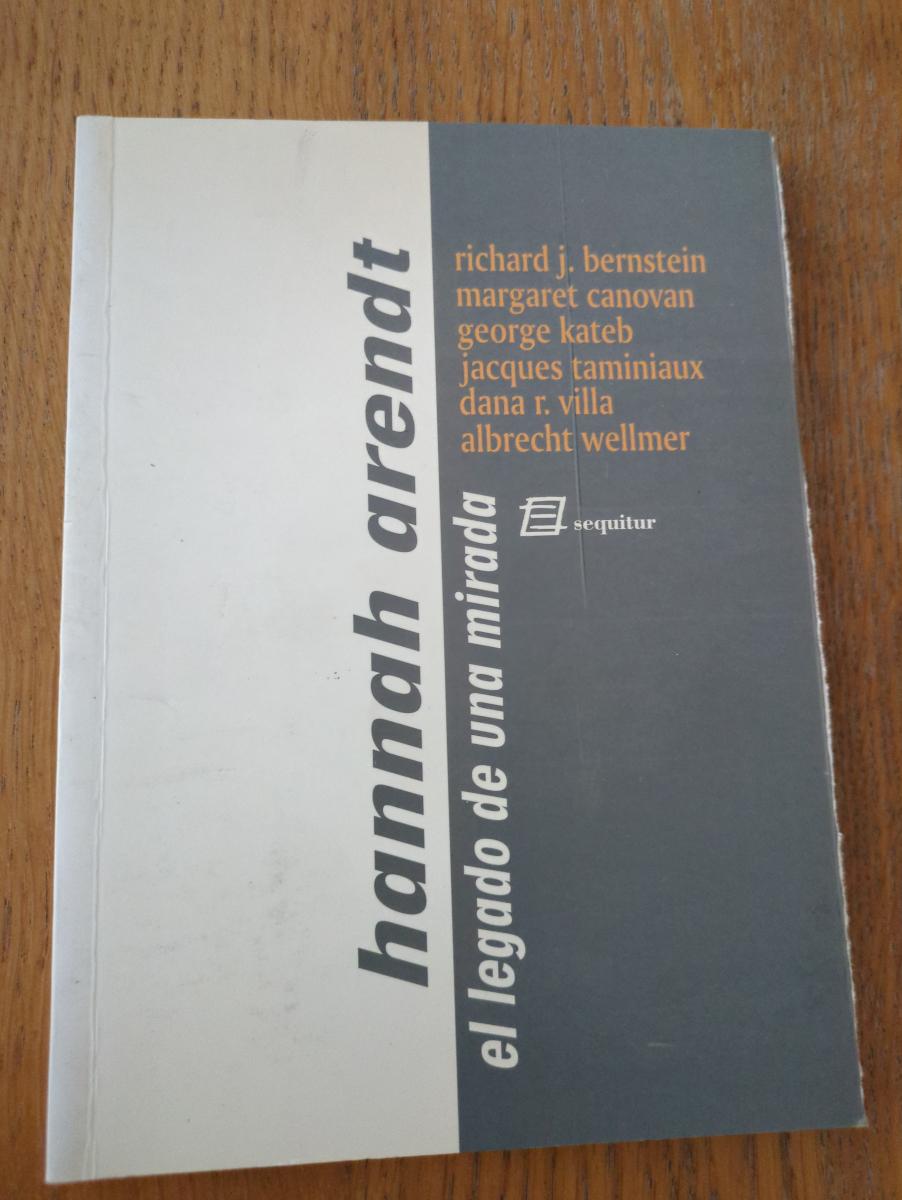 hannah arendt
el legado de una mirada
richard j. bernstein
margaret canovan
george kateb
jacques taminiaux
dana r. villa
albrecht wellmer
sequitur